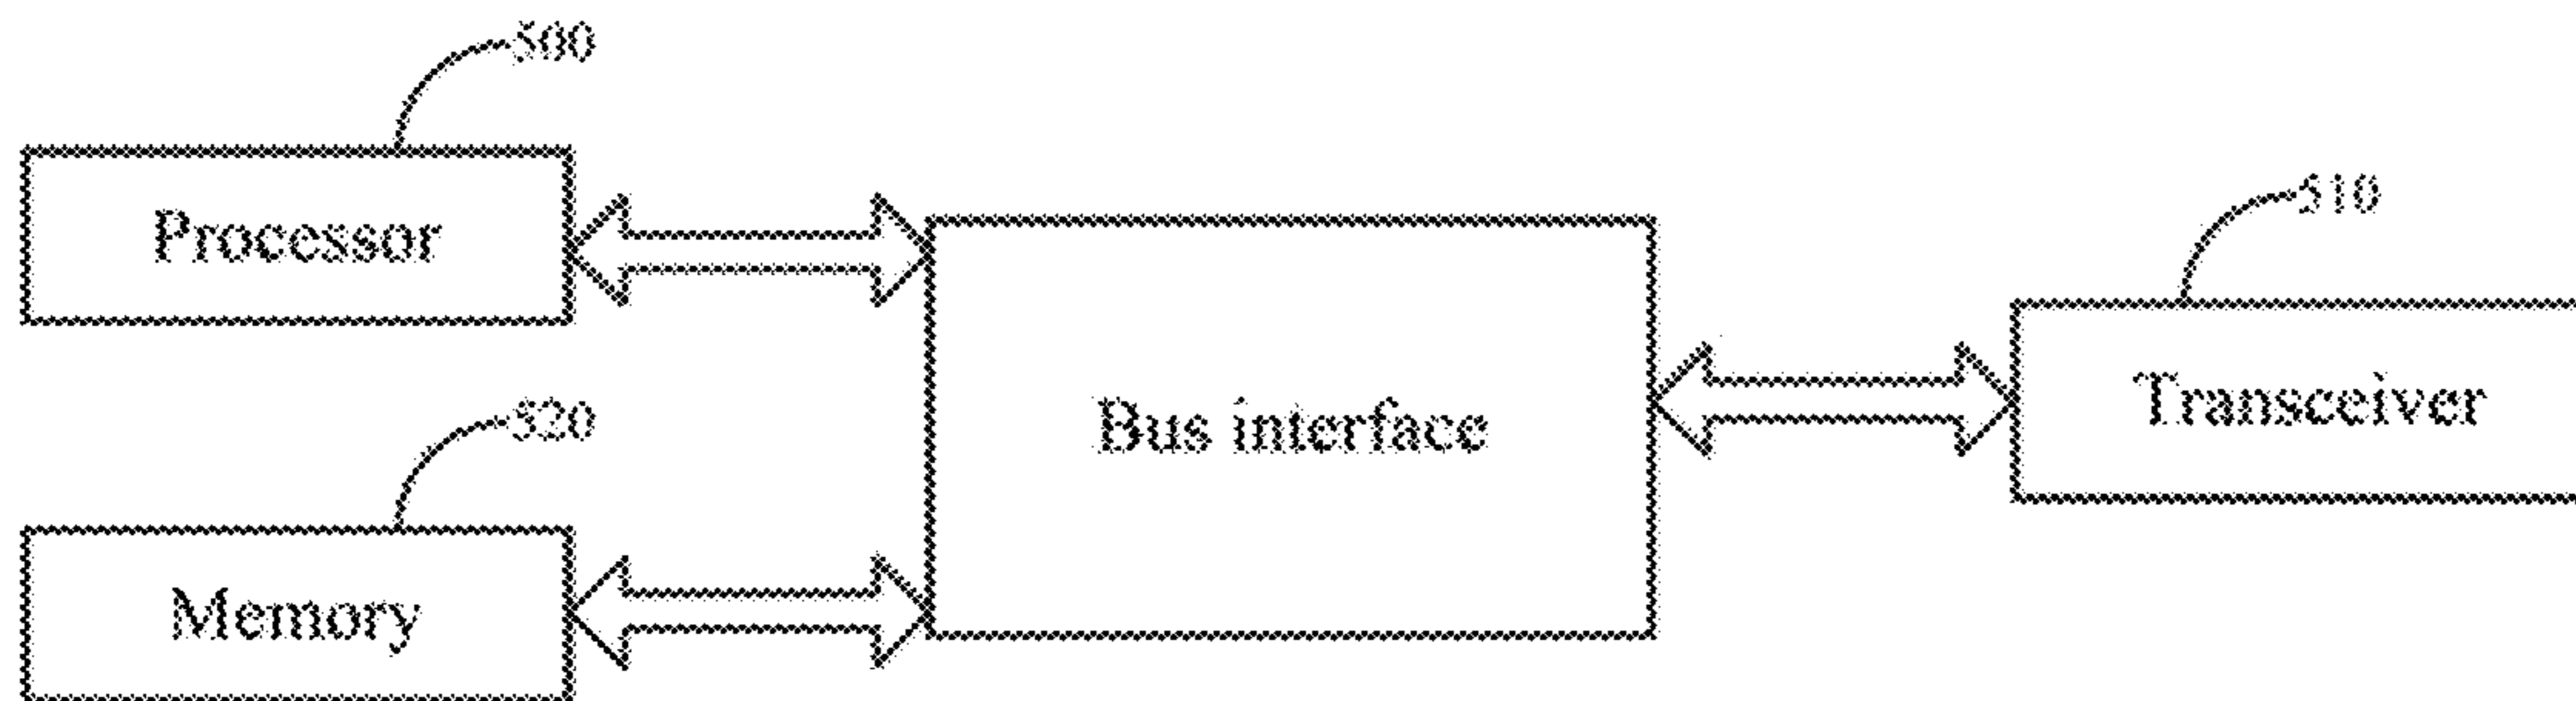 500
Processor
510
Transceiver
Bus interface
520
Memory